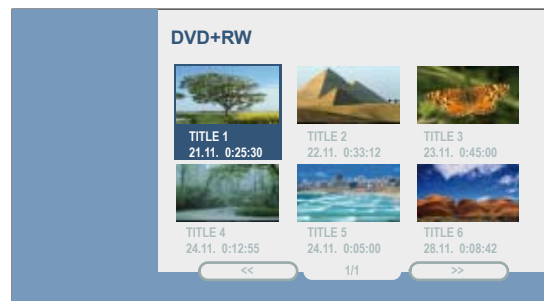 DVD+RW
TITLE 1
21.11. 0:25:30
TITLE 2
22.11. 0:33:12
TITLE 3
23.11. 0:45:00
TITLE 4
24.11. 0:12:55
TITLE 5
24.11. 0:05:00
TITLE 6
28.11. 0:08:42
<< 1/1 >>